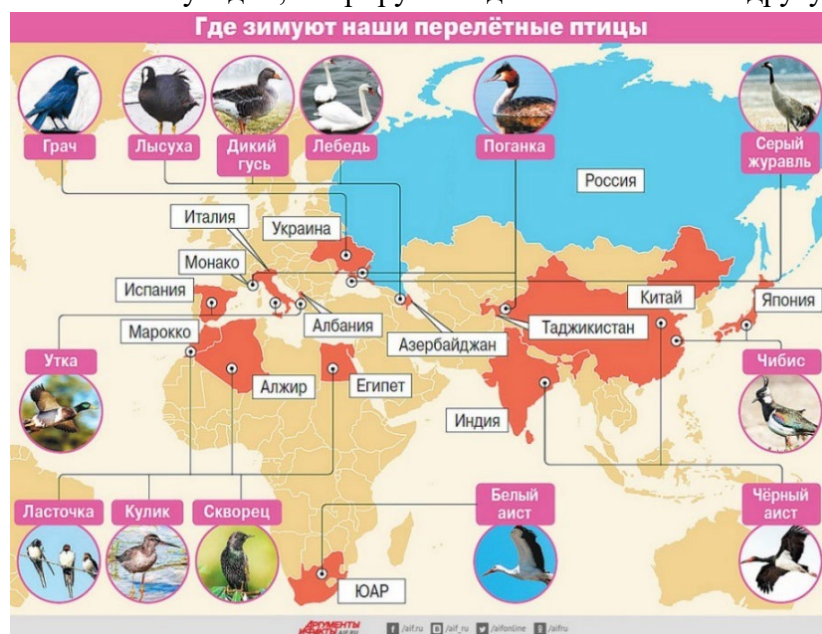 Где зимуют наши перелётные птицы
Грач
Лысуха
Дикий
гусь
Лебедь
Поганка
Серый
журавль
Россия
Италия
Украина
Монако
Испания
Китай
Япония
Марокко
Албания
Азербайджан
Таджикистан
Утка
Чибис
Алжир
Египет
Индия
Ласточка
Кулик
Скворец
Белый
аист
Чёрный
аист
ЮАР
АРГУМЕНТЫ
И ФАКТЫ AIF.RU
/aif.ru
/aif_ru
/aifonline
/aifru